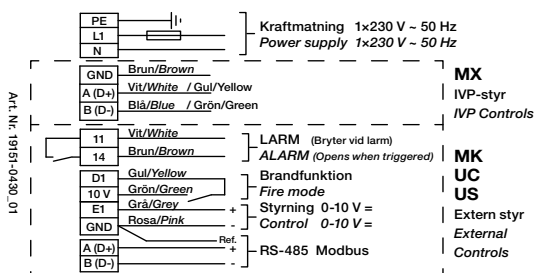 PE
L1
N
Kraftmatning 1×230 V ~ 50 Hz
Power supply 1×230 V ~ 50 Hz
GND Brun/Brown
A (D+) Vit/White / Gul/Yellow
B (D-) Blå/Blue / Grön/Green
MX
IVP-styr
IVP Controls
11 Vit/White
14 Brun/Brown
LARM (Bryter vid larm)
ALARM (Opens when triggered)
D1 Gul/Yellow
10 V Grön/Green
Brandfunktion
Fire mode
E1 Grå/Grey +
GND Rosa/Pink -
Styrning 0-10 V =
Control 0-10 V =
Ref.
A (D+) +
B (D-) -
RS-485 Modbus
MK
UC
US
Extern styr
External
Controls
Art. Nr. 19151-0430_01